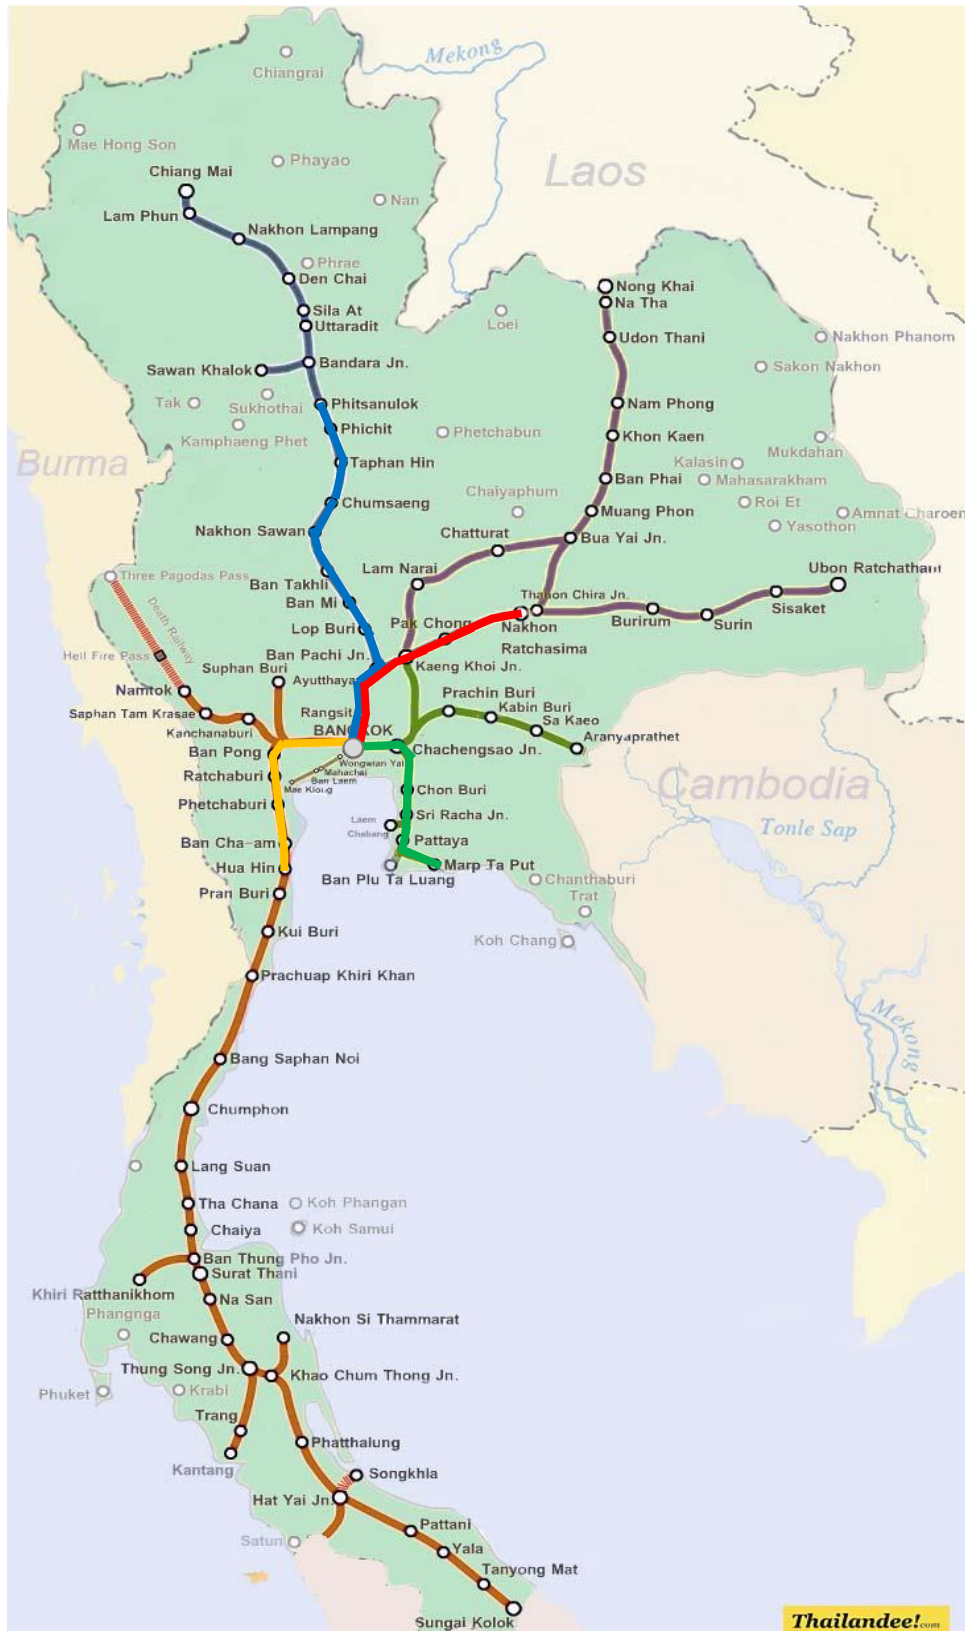 Mekong
Chiangrai
Mae Hong Son
Phayao
Laos
Chiang Mai
Nan
Lam Phun
Nakhon Lampang
Phrae
Den Chai
Nong Khai
Na Tha
Sila At
Uttaradit
Loei
Udon Thani
Nakhon Phanom
Bandara Jn.
Sawan Khalok
Sakon Nakhon
Tak
Sukhothai
Phitsanulok
Nam Phong
Kamphaeng Phet
Phichit
Phetchabun
Khon Kaen
Mukdahan
Burma
Taphan Hin
Kalasin
Ban Phai
Mahasarakham
Chaiyaphum
Chumsaeng
Roi Et
Muang Phon
Amnat Charoen
Nakhon Sawan
Chatturat
Bua Yai Jn.
Yasothon
Three Pagodas Pass
Ban Takhli
Lam Narai
Ubon Ratchathani
Death Railway
Ban Mi
Thanon Chira Jn.
Sisaket
Lop Buri
Pak Chong
Nakhon
Ratchasima
Burirum
Surin
Hell Fire Pass
Suphan Buri
Ban Pachi Jn.
Kaeng Khoi Jn.
Ayutthaya
Namtok
Prachin Buri
Saphan Tam Krasae
Rangsit
Kabin Buri
Kanchanaburi
BANGKOK
Sa Kaeo
Ban Pong
Chachengsao Jn.
Aranyaprathet
Wongwian Yai
Mahachai
Ban Laem
Mae Klong
Ratchaburi
Phetchaburi
Chon Buri
Cambodia
Laem
Chabang
Sri Racha Jn.
Tonle Sap
Ban Cha-am
Pattaya
Hua Hin
Marp Ta Put
Ban Plu Ta Luang
Chanthaburi
Pran Buri
Trat
Kui Buri
Koh Chang
Prachuap Khiri Khan
Mekong
Bang Saphan Noi
Chumphon
Lang Suan
Tha Chana
Koh Phangan
Chaiya
Koh Samui
Ban Thung Pho Jn.
Surat Thani
Khiri Ratthanikhom
Na San
Phangnga
Nakhon Si Thammarat
Chawang
Thung Song Jn.
Khao Chum Thong Jn.
Phuket
Krabi
Trang
Phatthalung
Kantang
Songkhla
Hat Yai Jn.
Pattani
Satun
Yala
Tanyong Mat
Sungai Kolok
Thailandee!.com